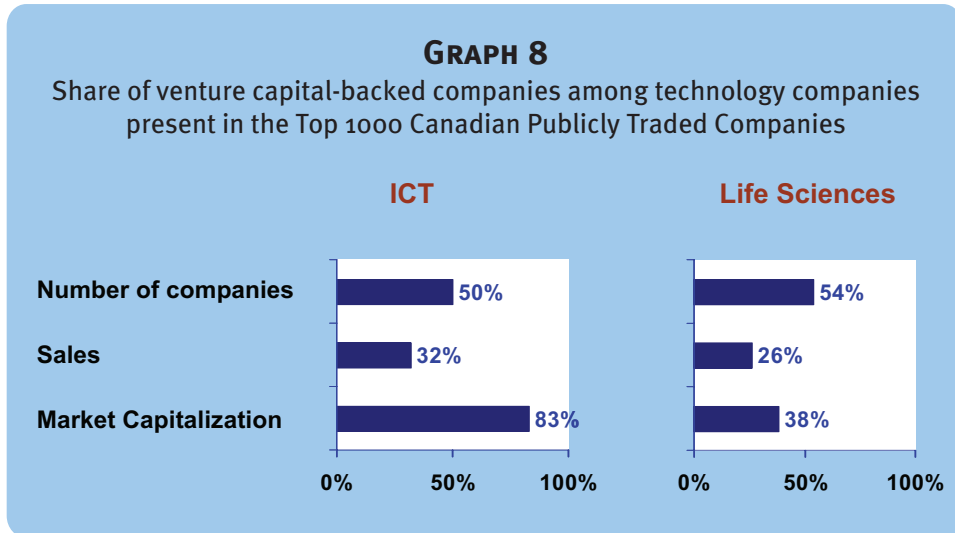 GRAPH 8
Share of venture capital-backed companies among technology companies
present in the Top 1000 Canadian Publicly Traded Companies
ICT
Life Sciences
Number of companies
50%
54%
Sales
32%
26%
Market Capitalization
83%
38%
0%
50%
100%
0%
50%
100%